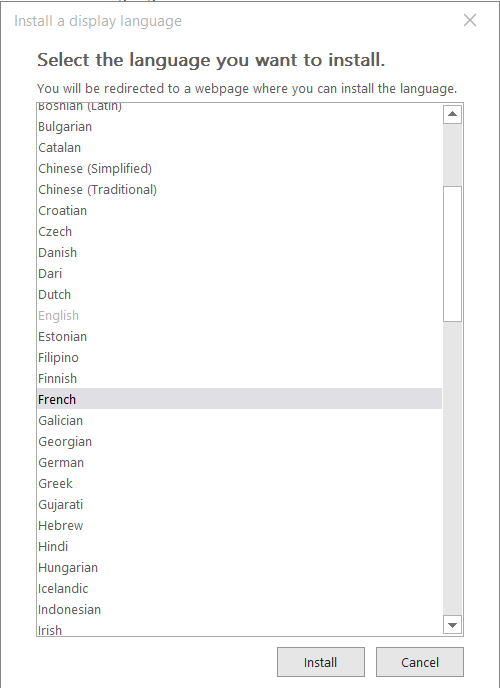 Install a display language
Select the language you want to install.
You will be redirected to a webpage where you can install the language.
Bosnian (Latin)
Bulgarian
Catalan
Chinese (Simplified)
Chinese (Traditional)
Croatian
Czech
Danish
Dari
Dutch
English
Estonian
Filipino
Finnish
French
Galician
Georgian
German
Greek
Gujarati
Hebrew
Hindi
Hungarian
Icelandic
Indonesian
Irish
Install
Cancel